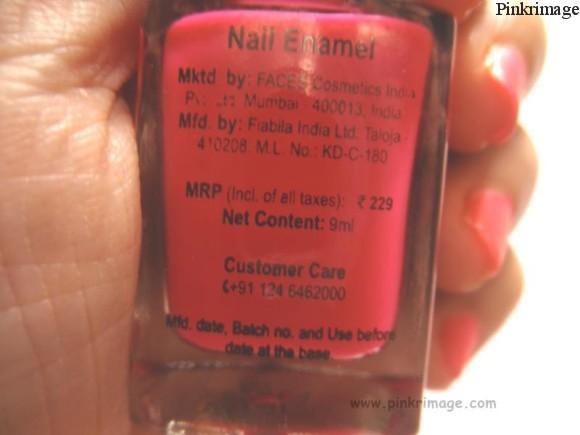 Pinkrimage
Nail Enamel
Mktd by: FACES Cosmetics India
Mumbai 400013, India
Mfd. by: Fiabila India Ltd. Taloja
410208. M.L. No.: KD-C-180
MRP (Incl. of all taxes): ₹ 229
Net Content: 9ml
Customer Care
+91 124 6462000
Mfd. date, Batch no. and Use before
date at the base
www.pinkrimage.com